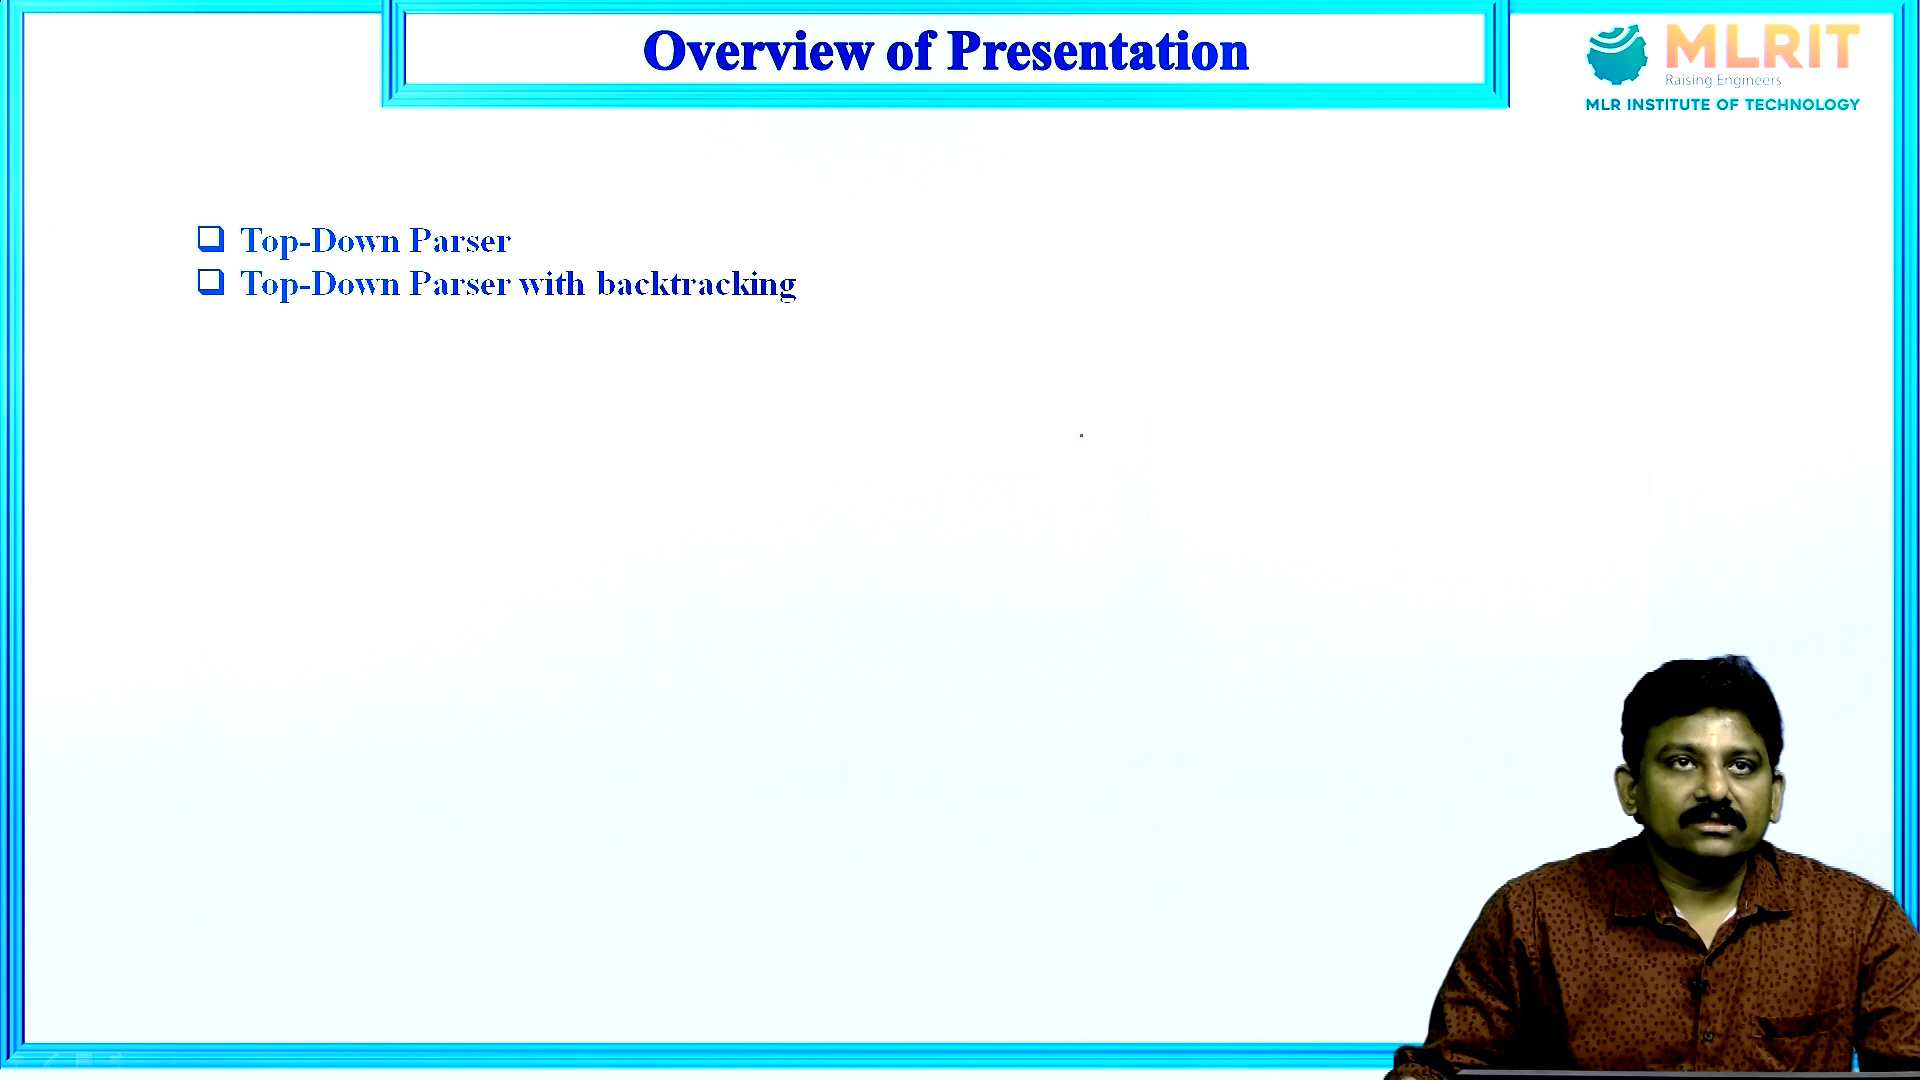 Overview of Presentation
MLRIT
Raising Engineers
MLR INSTITUTE OF TECHNOLOGY
Top-Down Parser
Top-Down Parser with backtracking